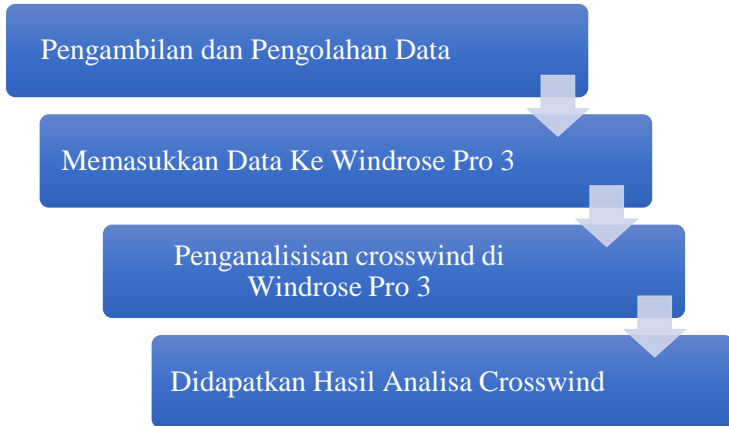 Pengambilan dan Pengolahan Data
Memasukkan Data Ke Windrose Pro 3
Penganalisisan crosswind di
Windrose Pro 3
Didapatkan Hasil Analisa Crosswind